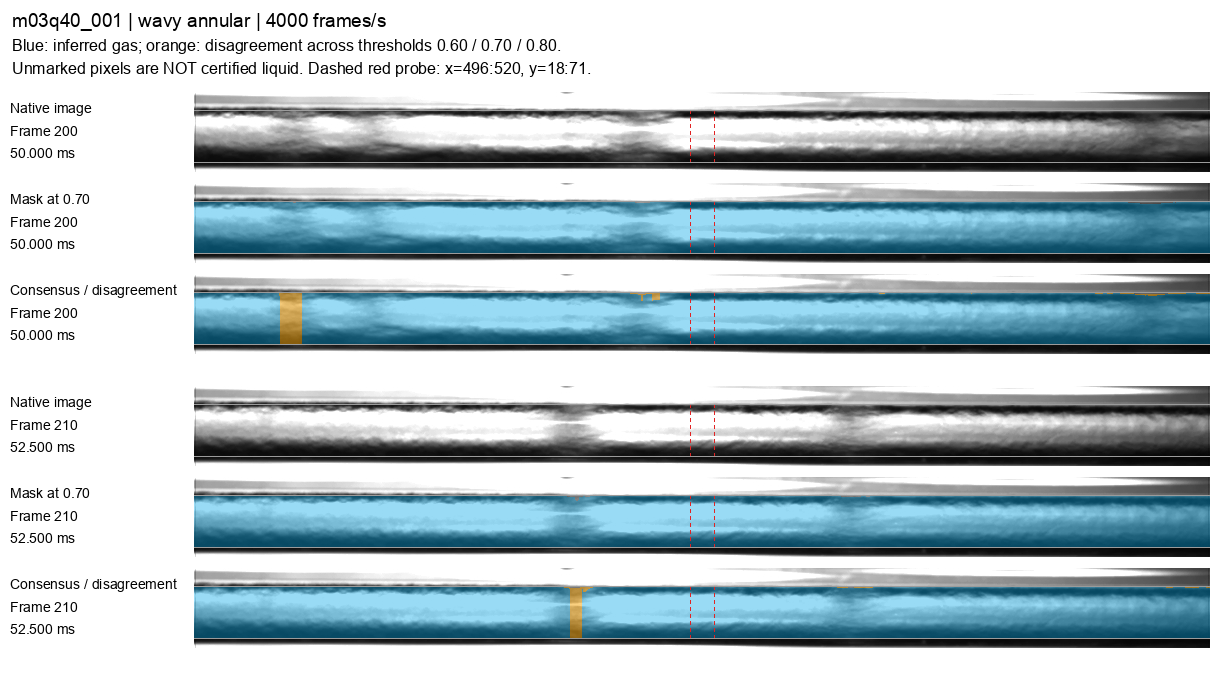 m03q40_001 | wavy annular | 4000 frames/s
Blue: inferred gas; orange: disagreement across thresholds 0.60 / 0.70 / 0.80.
Unmarked pixels are NOT certified liquid. Dashed red probe: x=496:520, y=18:71.
Native image
Frame 200
50.000 ms
Mask at 0.70
Frame 200
50.000 ms
Consensus / disagreement
Frame 200
50.000 ms
Native image
Frame 210
52.500 ms
Mask at 0.70
Frame 210
52.500 ms
Consensus / disagreement
Frame 210
52.500 ms